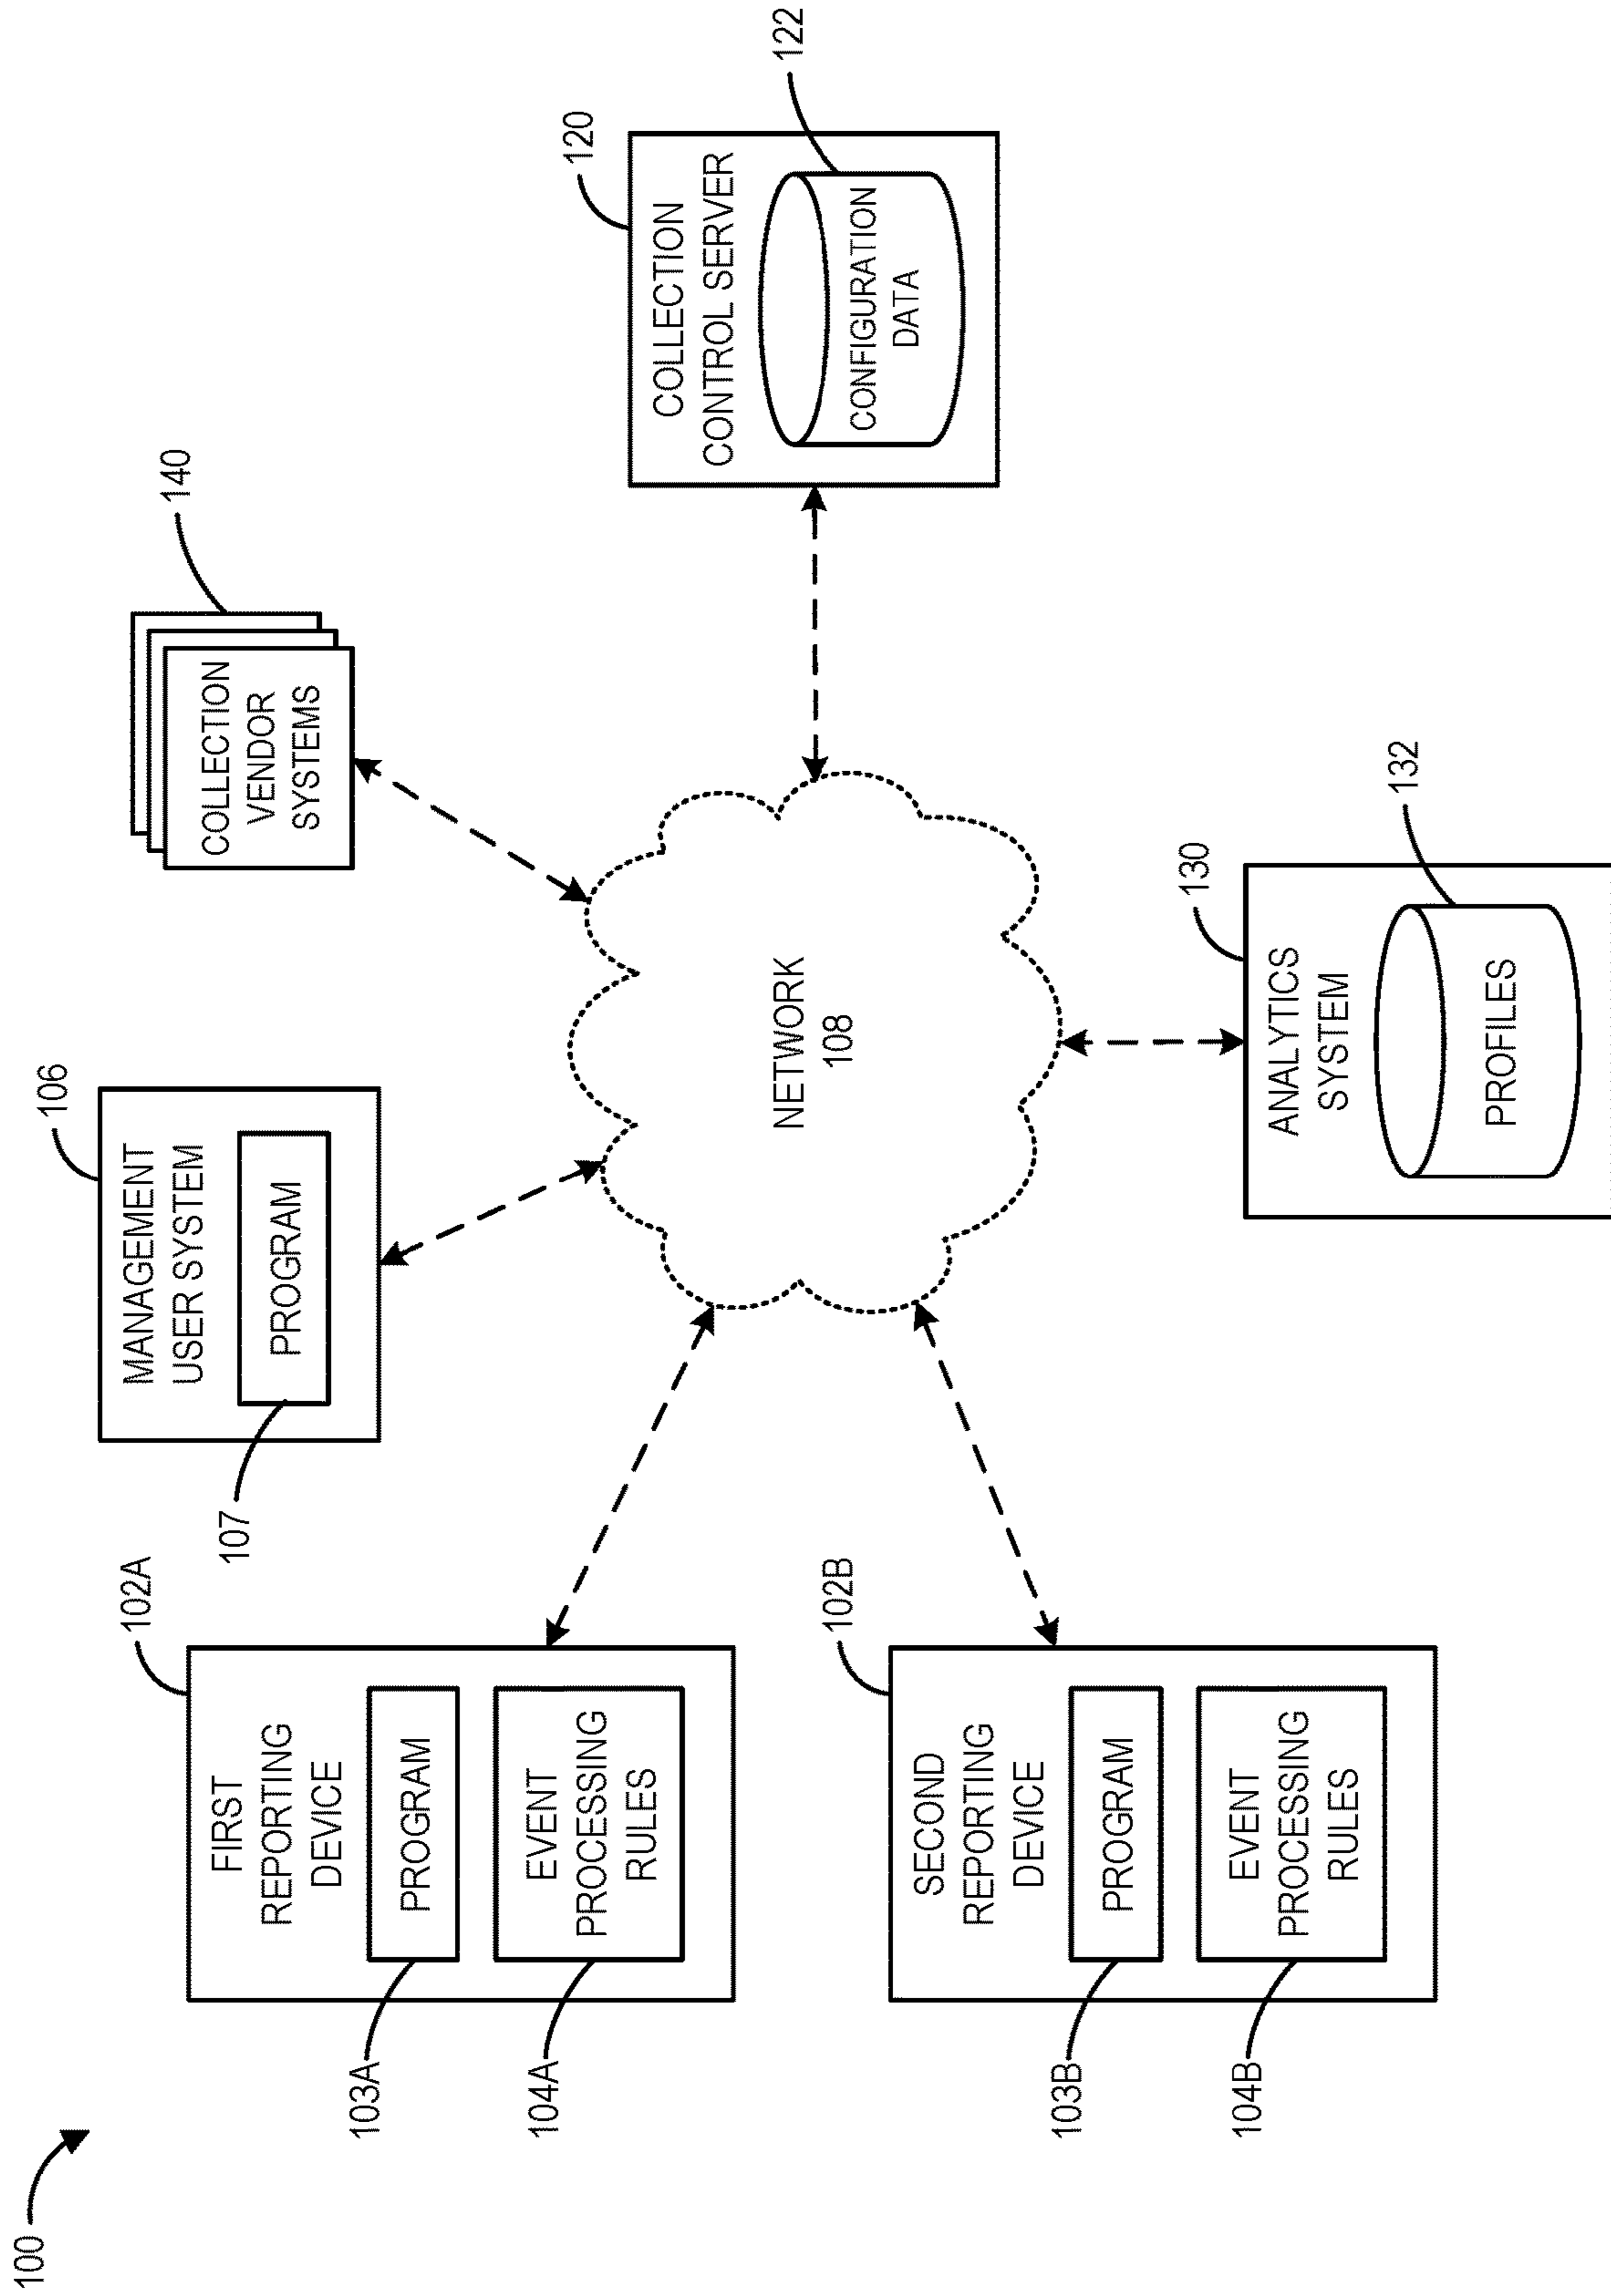 100
102A
FIRST
REPORTING
DEVICE
PROGRAM
EVENT
PROCESSING
RULES
103A
104A
MANAGEMENT
USER SYSTEM
PROGRAM
106
107
COLLECTION
VENDOR
SYSTEMS
140
NETWORK
108
COLLECTION
CONTROL SERVER
CONFIGURATION
DATA
120
122
102B
SECOND
REPORTING
DEVICE
PROGRAM
EVENT
PROCESSING
RULES
103B
104B
ANALYTICS
SYSTEM
PROFILES
130
132